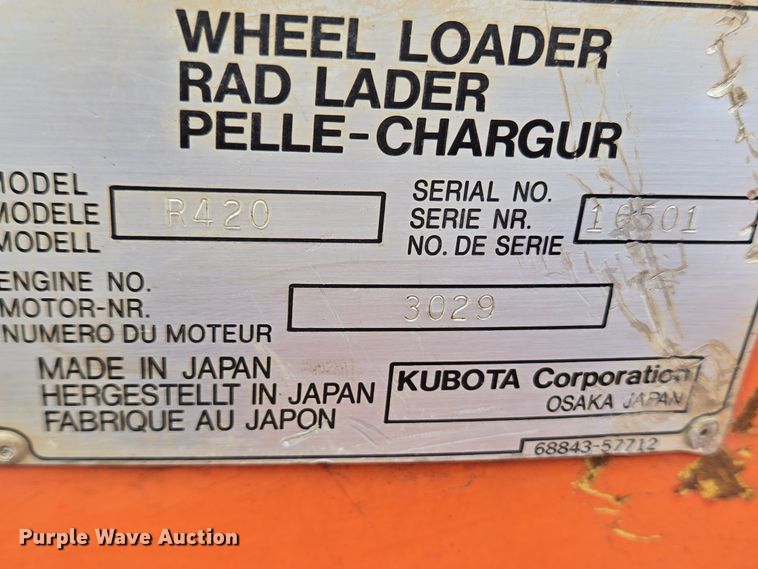 WHEEL LOADER
RAD LADER
PELLE-CHARGUR
MODEL
MODELE
MODELL
R420
SERIAL NO.
SERIE NR.
NO. DE SERIE
16501
ENGINE NO.
MOTOR-NR.
NUMERO DU MOTEUR
3029
MADE IN JAPAN
HERGESTELLT IN JAPAN
FABRIQUE AU JAPON
KUBOTA Corporation
OSAKA JAPAN
68843-57712
Purple Wave Auction